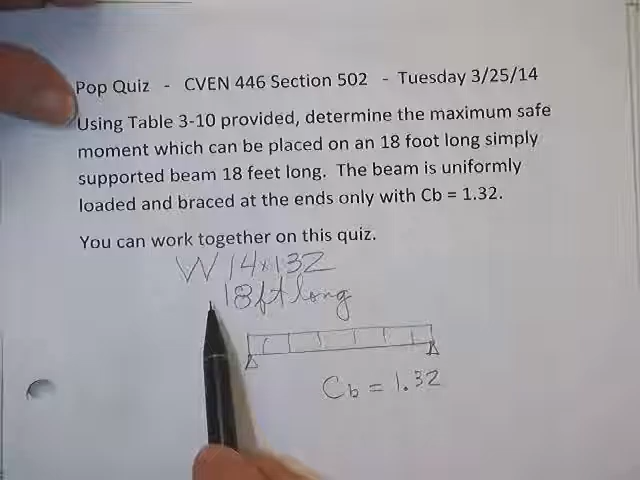 Pop Quiz - CVEN 446 Section 502 - Tuesday 3/25/14
Using Table 3-10 provided, determine the maximum safe
moment which can be placed on an 18 foot long simply
supported beam 18 feet long. The beam is uniformly
loaded and braced at the ends only with Cb = 1.32.
You can work together on this quiz.
W14x132
18ft long
Cb = 1.32